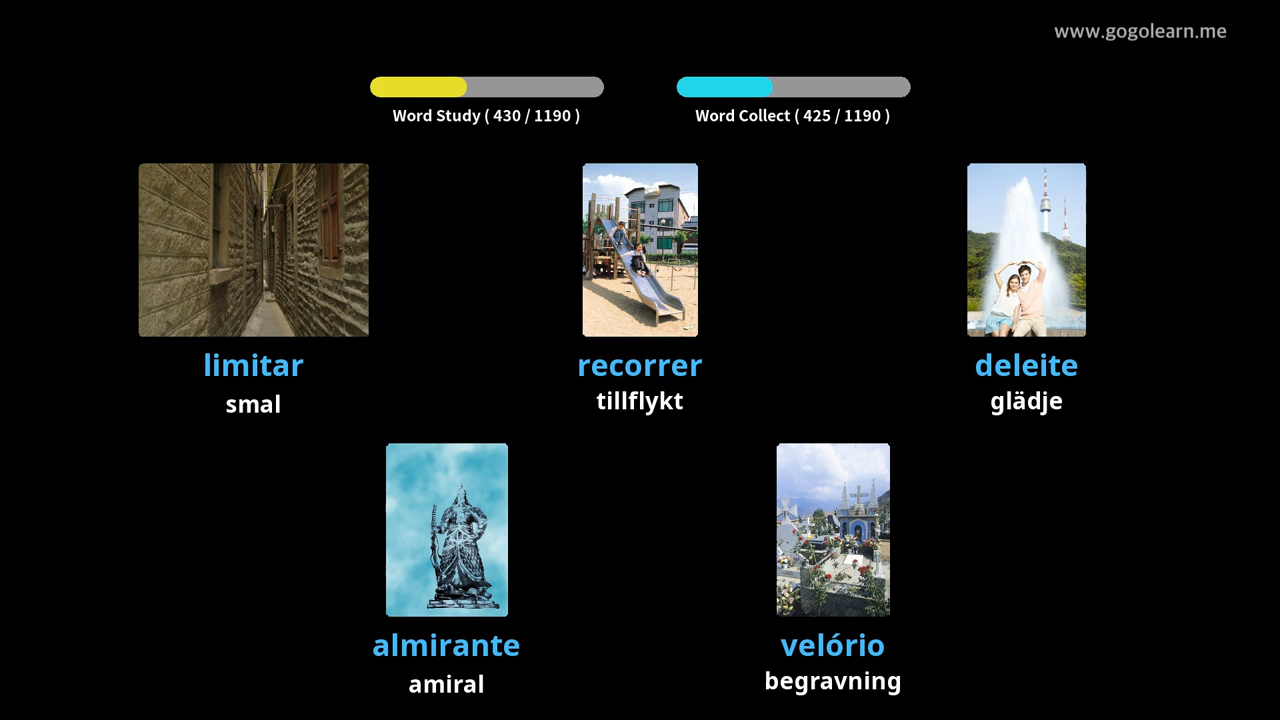 www.gogolearn.me
Word Study ( 430 / 1190 )
Word Collect ( 425 / 1190 )
limitar
smal
recorrer
tillflykt
deleite
glädje
almirante
amiral
velório
begravning